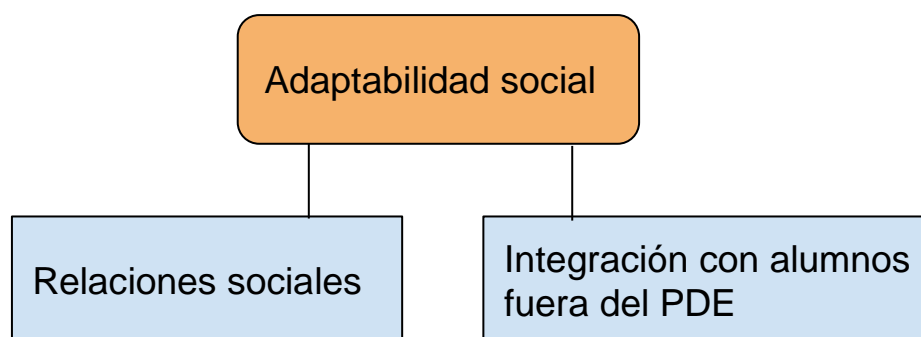 Adaptabilidad social
Relaciones sociales
Integración con alumnos
fuera del PDE